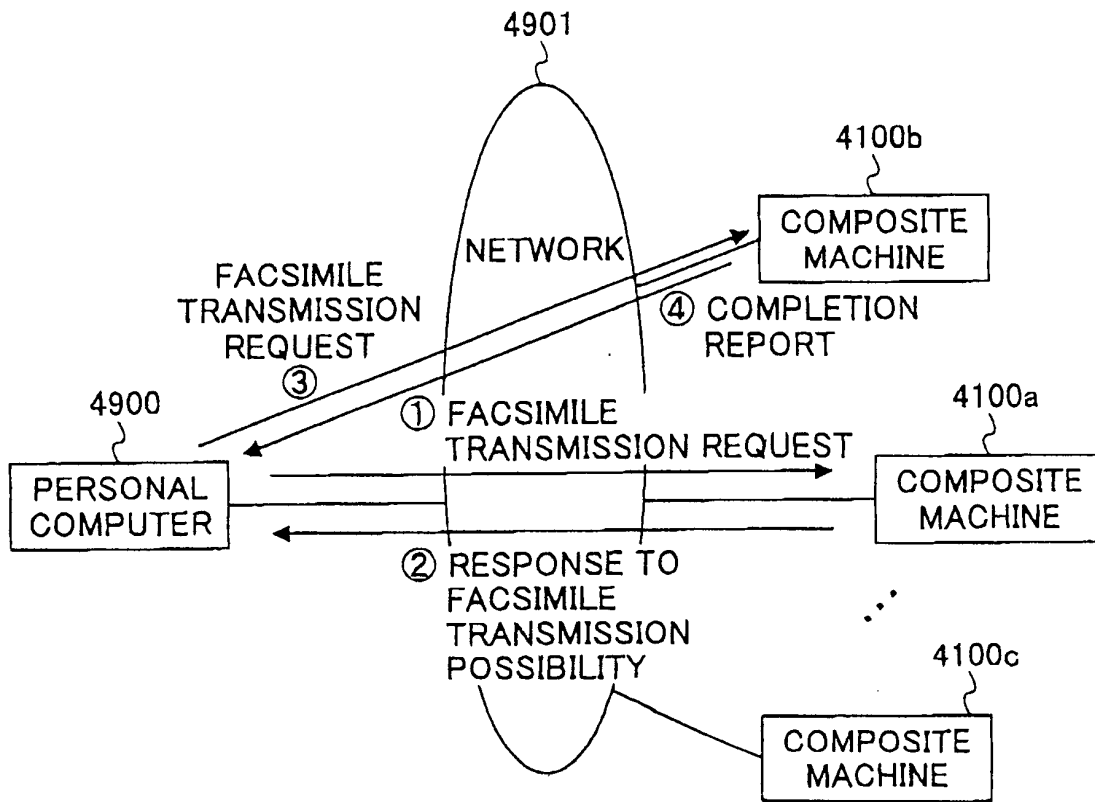 4901
4100b
COMPOSITE
MACHINE
NETWORK
FACSIMILE
TRANSMISSION
REQUEST
③
④ COMPLETION
REPORT
4900
PERSONAL
COMPUTER
① FACSIMILE
TRANSMISSION REQUEST
4100a
COMPOSITE
MACHINE
② RESPONSE TO
FACSIMILE
TRANSMISSION
POSSIBILITY
4100c
COMPOSITE
MACHINE